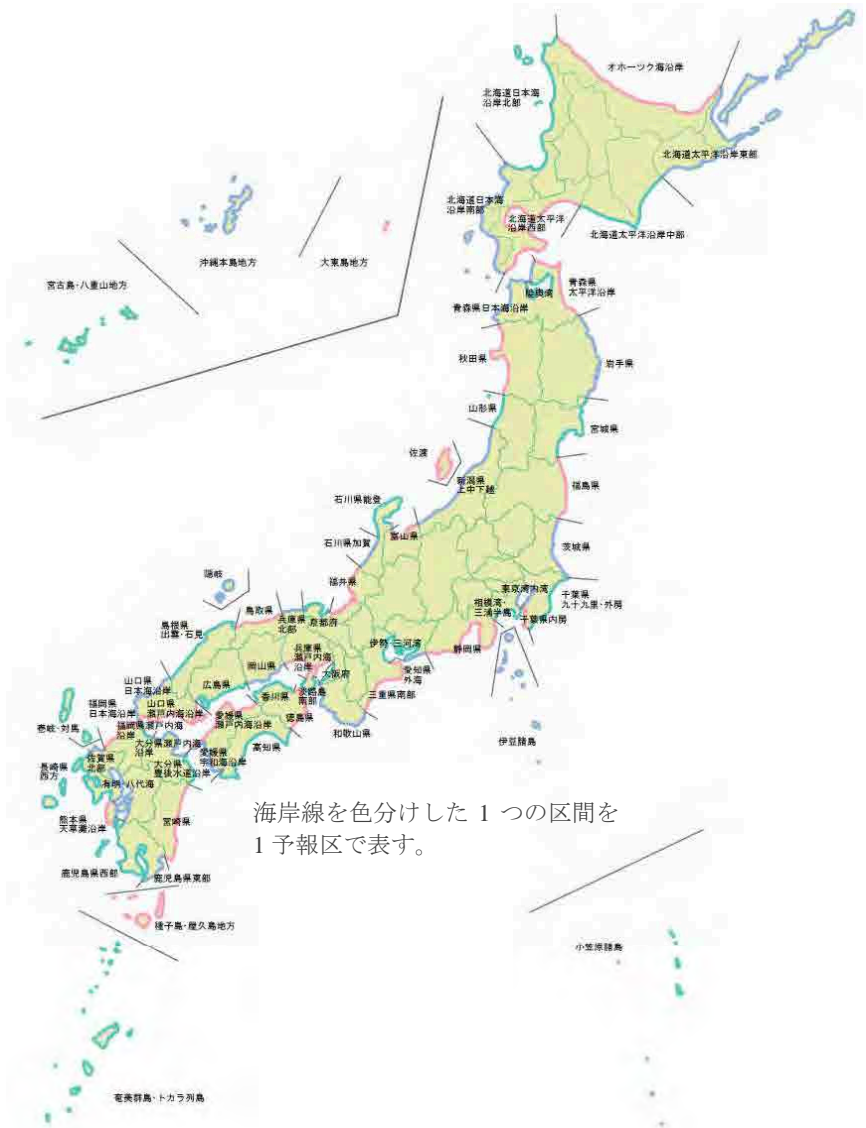 オホーツク海沿岸
北海道日本海
沿岸北部
北海道太平洋沿岸東部
北海道日本海
沿岸南部
北海道太平洋
沿岸西部
北海道太平洋沿岸中部
沖縄本島地方
大東島地方
宮古島・八重山地方
陸奥湾
青森県
太平洋沿岸
青森県日本海沿岸
秋田県
岩手県
山形県
宮城県
佐渡
新潟県
上中下越
福島県
石川県能登
石川県加賀
富山県
茨城県
福井県
隠岐
東京湾内湾
千葉県
九十九里・外房
相模湾・
三浦半島
千葉県内房
鳥取県
兵庫県
北部
京都府
島根県
出雲・石見
伊勢・三河湾
静岡県
兵庫県
瀬戸内海
沿岸
岡山県
大阪府
愛知県
外海
山口県
日本海沿岸
広島県
香川県
淡路島
南部
三重県南部
福岡県
日本海沿岸
山口県
瀬戸内海沿岸
愛媛県
瀬戸内海沿岸
徳島県
和歌山県
壱岐・対馬
福岡県瀬戸内海
沿岸
大分県瀬戸内海
沿岸
高知県
伊豆諸島
愛媛県
宇和海沿岸
佐賀県
北部
大分県
豊後水道沿岸
長崎県
西方
有明・八代海
熊本県
天草灘沿岸
宮崎県
海岸線を色分けした 1 つの区間を
1 予報区で表す。
鹿児島県西部
鹿児島県東部
種子島・屋久島地方
小笠原諸島
奄美群島・トカラ列島